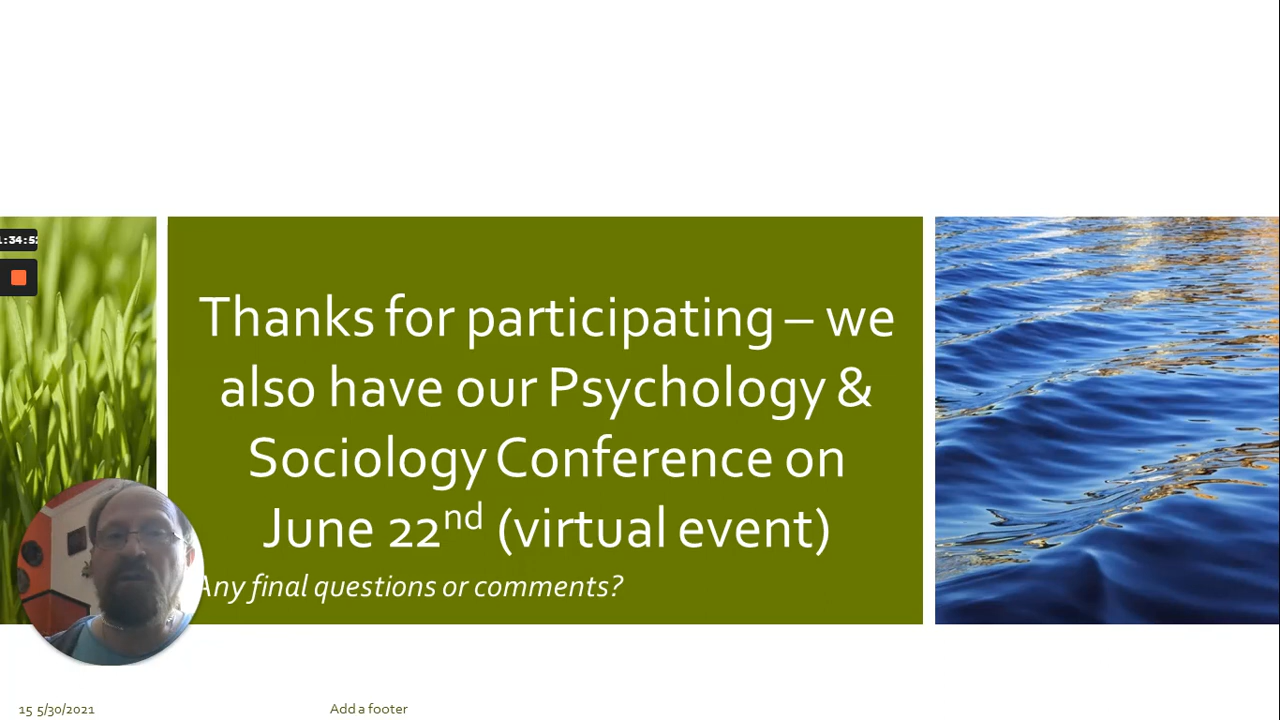 Thanks for participating – we
also have our Psychology &
Sociology Conference on
June 22nd (virtual event)
Any final questions or comments?
15 5/30/2021
Add a footer